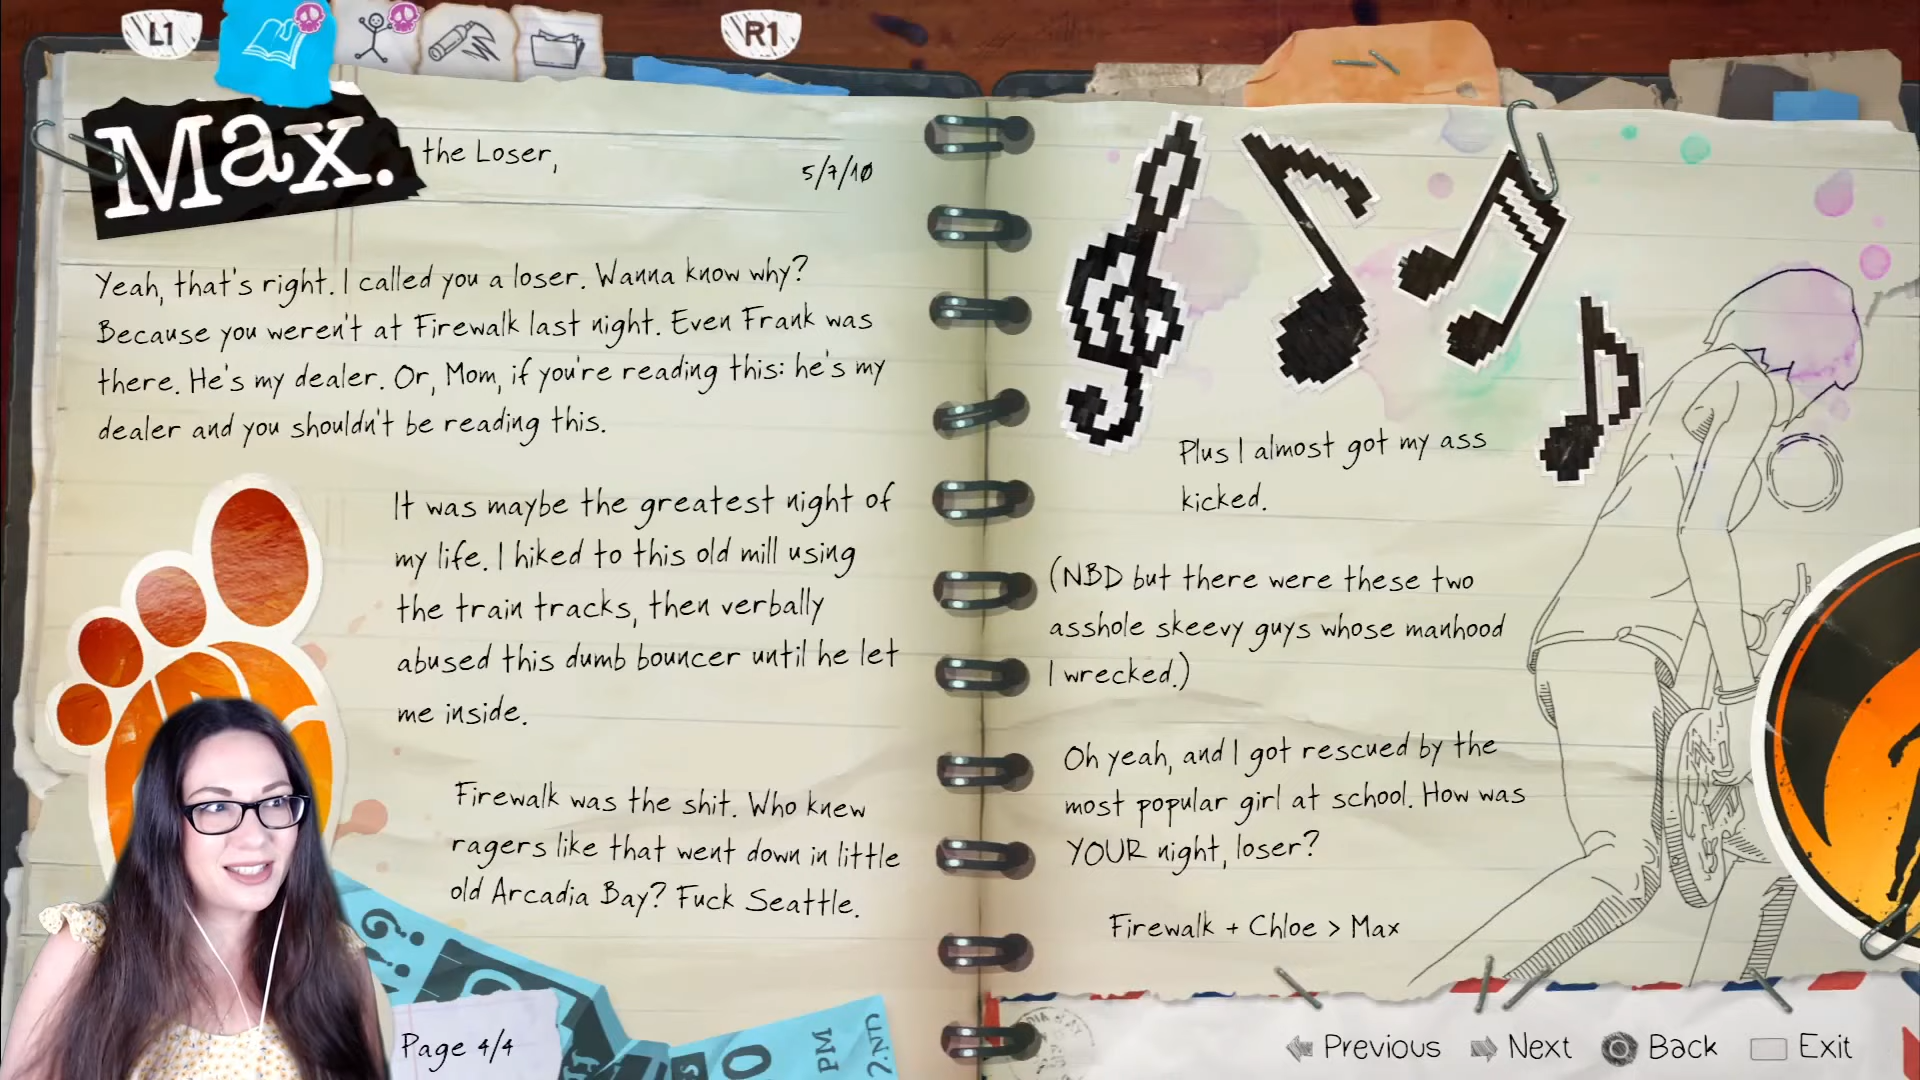 L1
R1
Max.
the Loser,
5/7/10
Yeah, that's right. I called you a loser. Wanna know why?
Because you weren't at Firewalk last night. Even Frank was
there. He's my dealer. Or, Mom, if you're reading this: he's my
dealer and you shouldn't be reading this.
It was maybe the greatest night of
my life. I hiked to this old mill using
the train tracks, then verbally
abused this dumb bouncer until he let
me inside.
Firewalk was the shit. Who knew
ragers like that went down in little
old Arcadia Bay? Fuck Seattle.
Page 4/4
PM
Plus I almost got my ass
kicked.
(NBD but there were these two
asshole skeevy guys whose manhood
I wrecked.)
Oh yeah, and I got rescued by the
most popular girl at school. How was
YOUR night, loser?
Firewalk + Chloe > Max
Previous
Next
Back
Exit